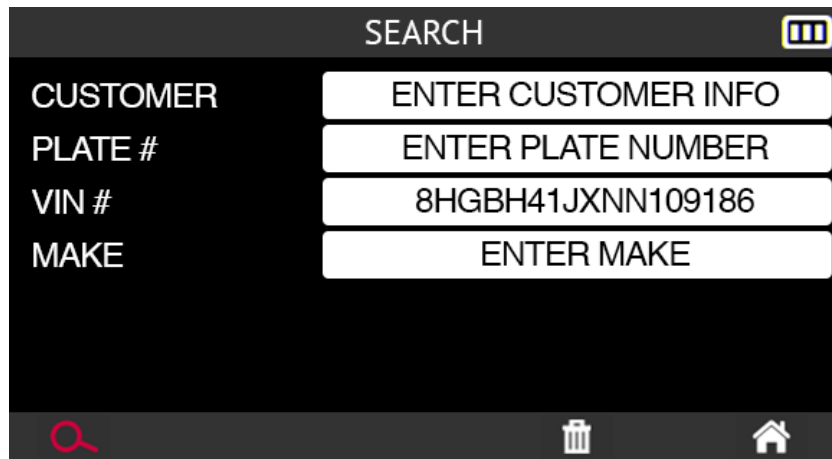 SEARCH
CUSTOMER ENTER CUSTOMER INFO
PLATE # ENTER PLATE NUMBER
VIN # 8HGBH41JXNN109186
MAKE ENTER MAKE